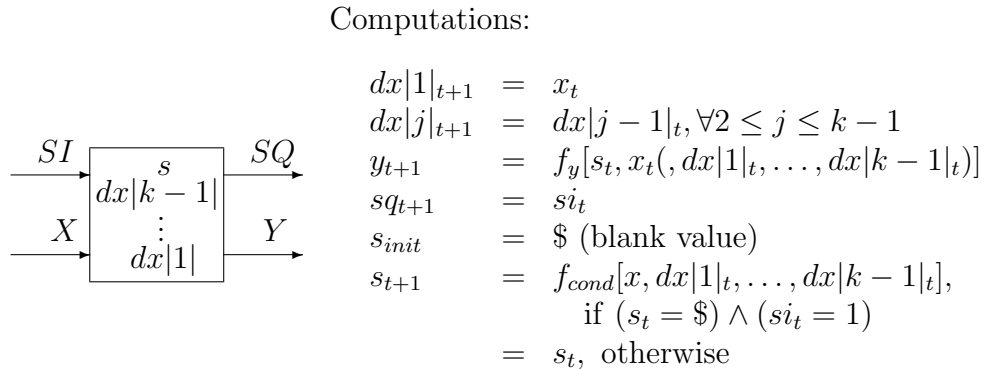 Computations:
SI
SQ
s
dx|k − 1|
⋮
dx|1|
X
Y
dx|1|_{t+1} = x_t
dx|j|_{t+1} = dx|j − 1|_t, ∀2 ≤ j ≤ k − 1
y_{t+1} = f_y[s_t, x_t(, dx|1|_t, . . . , dx|k − 1|_t)]
sq_{t+1} = si_t
s_{init} = $ (blank value)
s_{t+1} = f_{cond}[x, dx|1|_t, . . . , dx|k − 1|_t],
if (s_t = $) ∧ (si_t = 1)
= s_t, otherwise